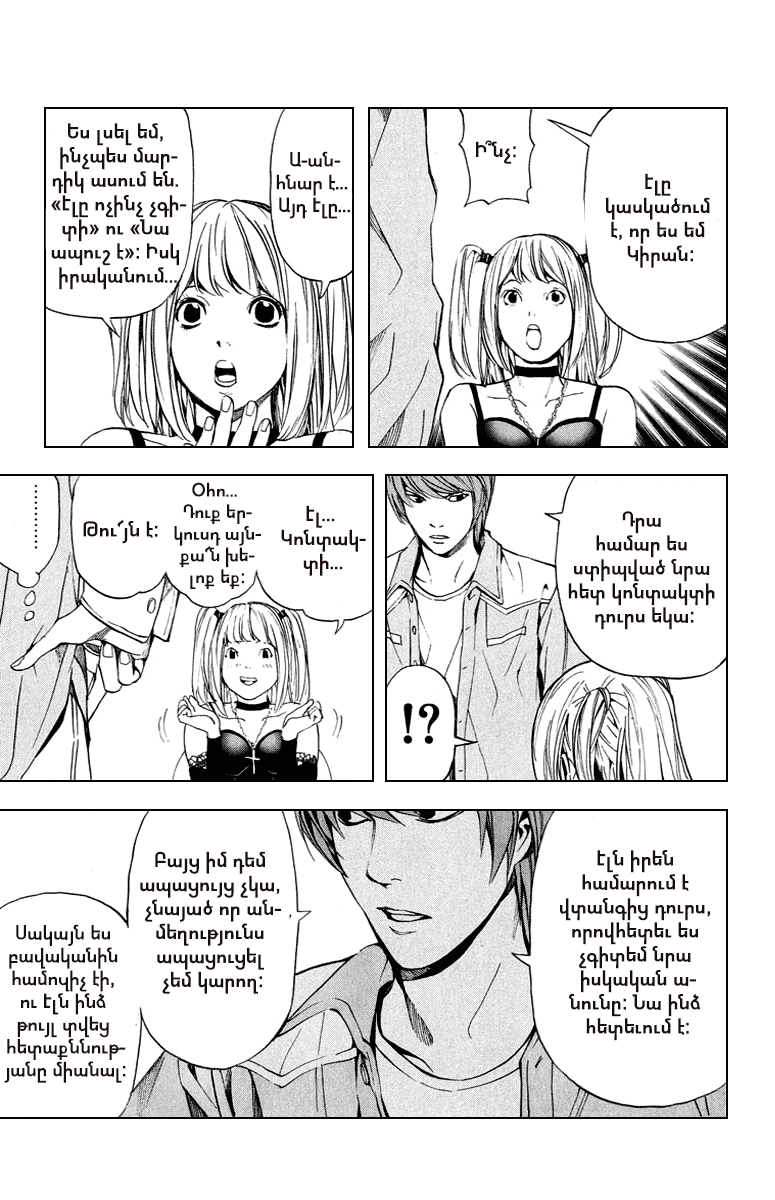 Էլը
կասկածում
է, որ ես եմ
Կիրան:
Ի՞նչ:
Ա-ան-
հնար է...
Այդ էլը...
Ես լսել եմ,
ինչպես մար-
դիկ ասում են.
«էլը ոչինչ չգի-
տի» ու «Նա
ապուշ է»: Իսկ
իրականում...
Դրա
համար ես
ստիպված նրա
հետ կոնտակտի
դուրս եկա:
!?
Էլ...
Կոնտակ-
տի...
Օհո...
Դուք եր-
կուսդ այն-
քա՜ն խե-
լոք եք:
Թու՜յն է:
........
Էլն իրեն
համարում է
վտանգից դուրս,
որովհետեւ ես
չգիտեմ նրա
իսկական ա-
նունը: Նա ինձ
հետեւում է:
Բայց իմ դեմ
ապացույց չկա,
չնայած որ ան-
մեղությունս
ապացուցել
չեմ կարող:
Սակայն ես
բավականին
համոզիչ էի,
ու էլն ինձ
թույլ տվեց
հետաքննութ-
յանը միանալ: